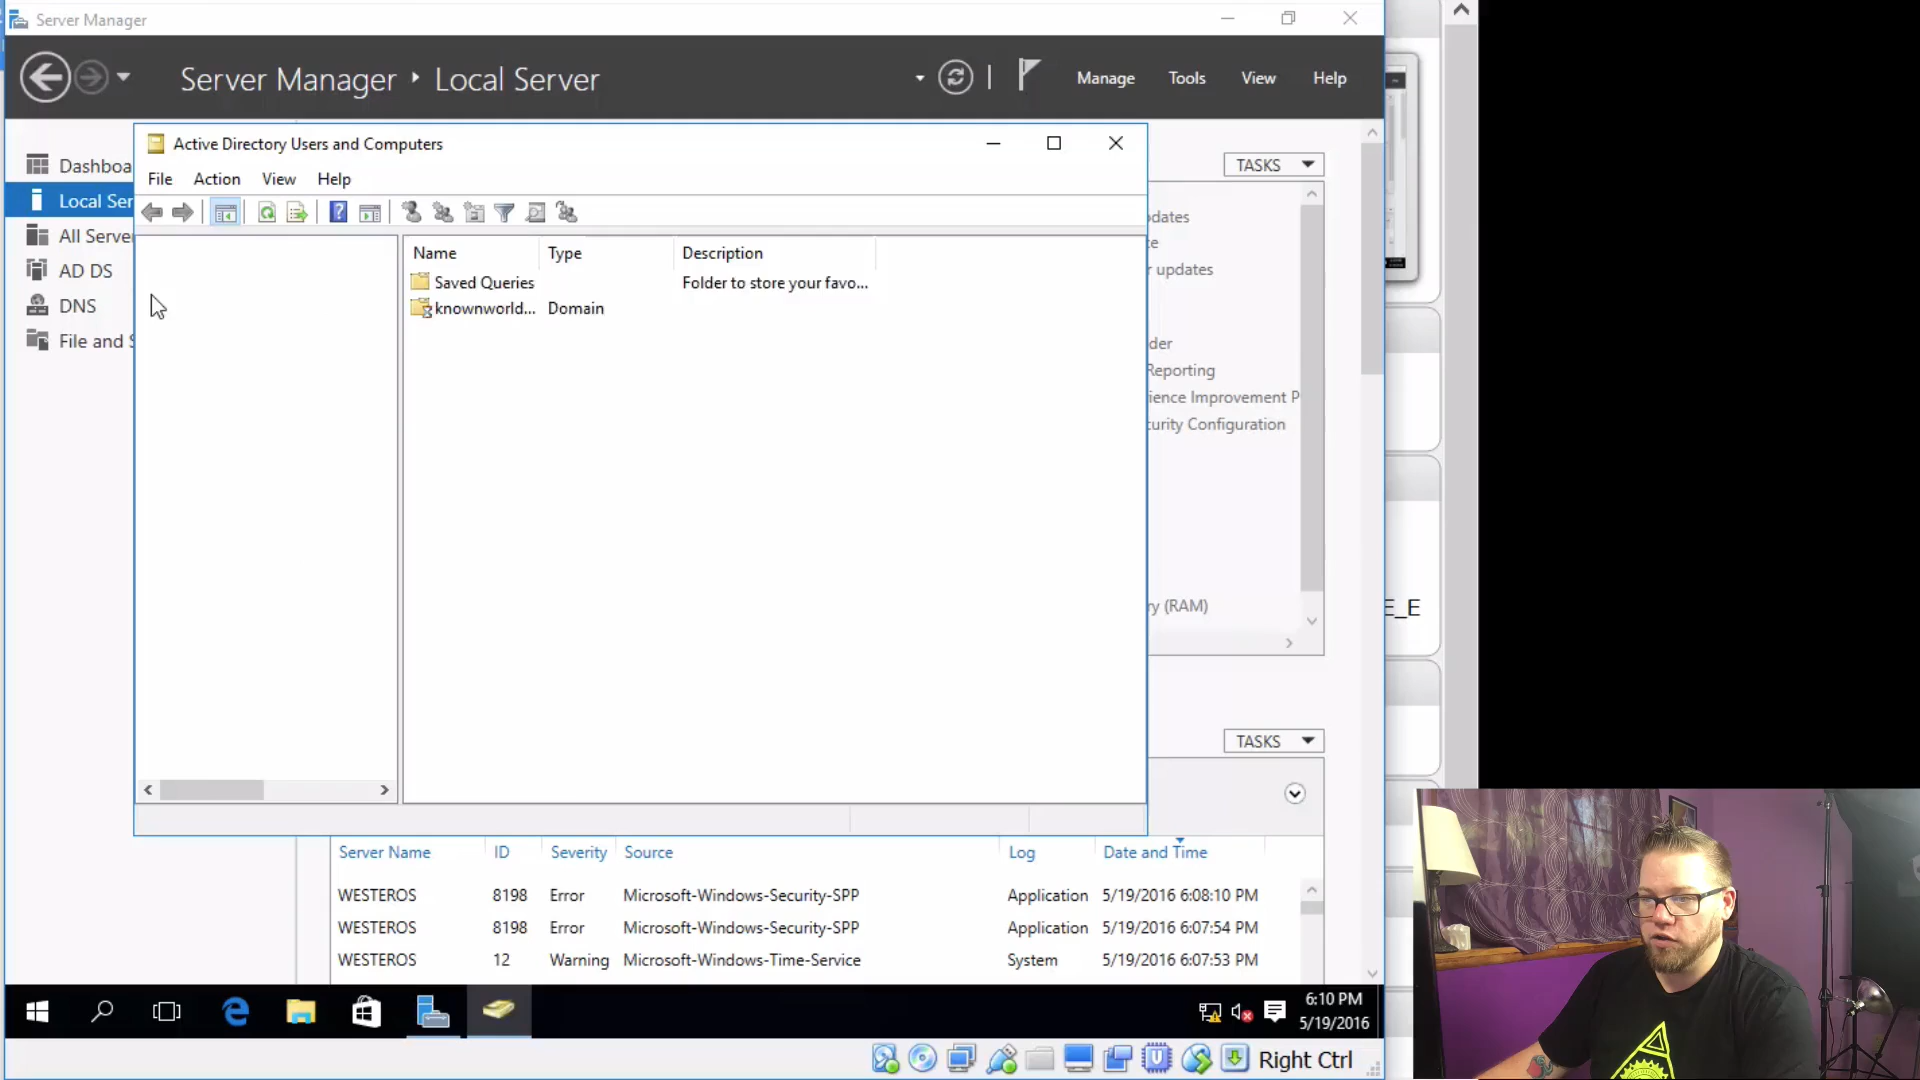 Server Manager
Server Manager ▸ Local Server
Manage Tools View Help
Active Directory Users and Computers
File Action View Help
Dashboa
Local Ser
All Serve
AD DS
DNS
File and S
Name Type Description
Saved Queries Folder to store your favo...
knownworld... Domain
TASKS
pdates
r updates
der
Reporting
ience Improvement P
curity Configuration
ry (RAM)
E_E
TASKS
Server Name ID Severity Source Log Date and Time
WESTEROS 8198 Error Microsoft-Windows-Security-SPP Application 5/19/2016 6:08:10 PM
WESTEROS 8198 Error Microsoft-Windows-Security-SPP Application 5/19/2016 6:07:54 PM
WESTEROS 12 Warning Microsoft-Windows-Time-Service System 5/19/2016 6:07:53 PM
6:10 PM
5/19/2016
Right Ctrl